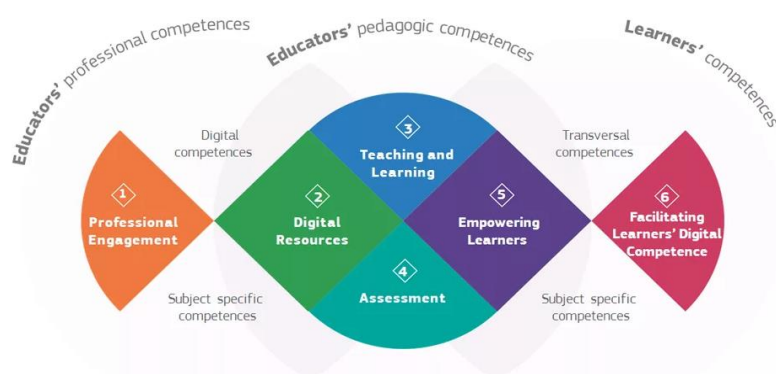 Educators' professional competences
Educators' pedagogic competences
Learners' competences
Digital
competences
Transversal
competences
1
Professional
Engagement
2
Digital
Resources
3
Teaching and
Learning
4
Assessment
5
Empowering
Learners
6
Facilitating
Learners' Digital
Competence
Subject specific
competences
Subject specific
competences